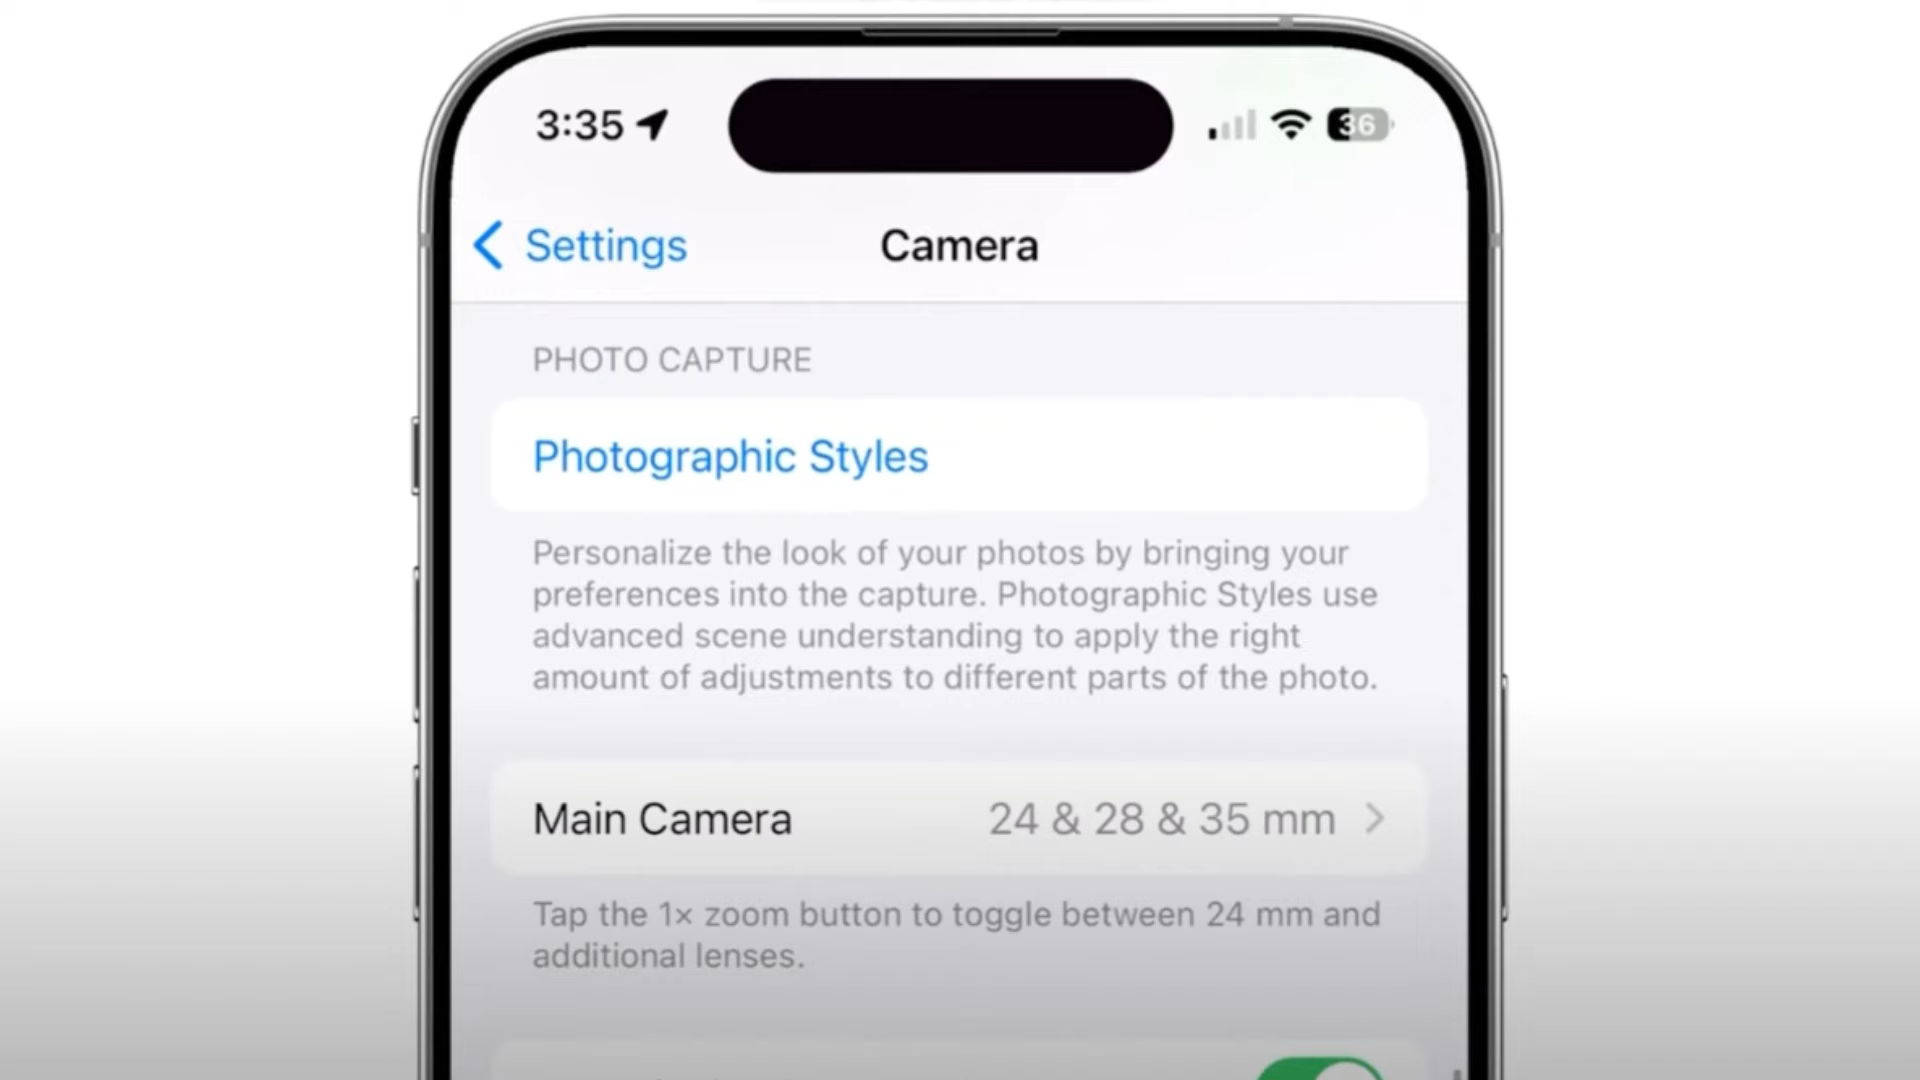 3:35
36
Settings
Camera
PHOTO CAPTURE
Photographic Styles
Personalize the look of your photos by bringing your
preferences into the capture. Photographic Styles use
advanced scene understanding to apply the right
amount of adjustments to different parts of the photo.
Main Camera 24 & 28 & 35 mm
Tap the 1× zoom button to toggle between 24 mm and
additional lenses.